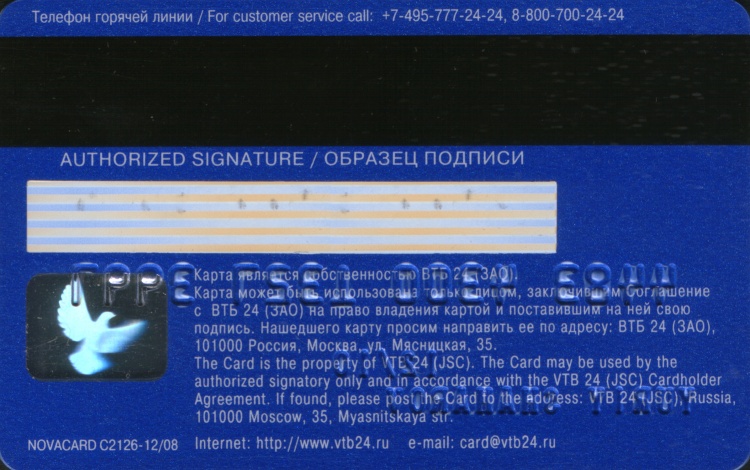 Телефон горячей линии / For customer service call: +7-495-777-24-24, 8-800-700-24-24
AUTHORIZED SIGNATURE / ОБРАЗЕЦ ПОДПИСИ
Карта является собственностью ВТБ 24 (ЗАО).
Карта может быть использована только лицом, заключившим Соглашение
с ВТБ 24 (ЗАО) на право владения картой и поставившим на ней свою
подпись. Нашедшего карту просим направить ее по адресу: ВТБ 24 (ЗАО),
101000 Россия, Москва, ул. Мясницкая, 35.
The Card is the property of VTB 24 (JSC). The Card may be used by the
authorized signatory only and in accordance with the VTB 24 (JSC) Cardholder
Agreement. If found, please post the Card to the address: VTB 24 (JSC), Russia,
101000 Moscow, 35, Myasnitskaya str.
NOVACARD C2126-12/08 Internet: http://www.vtb24.ru e-mail: card@vtb24.ru